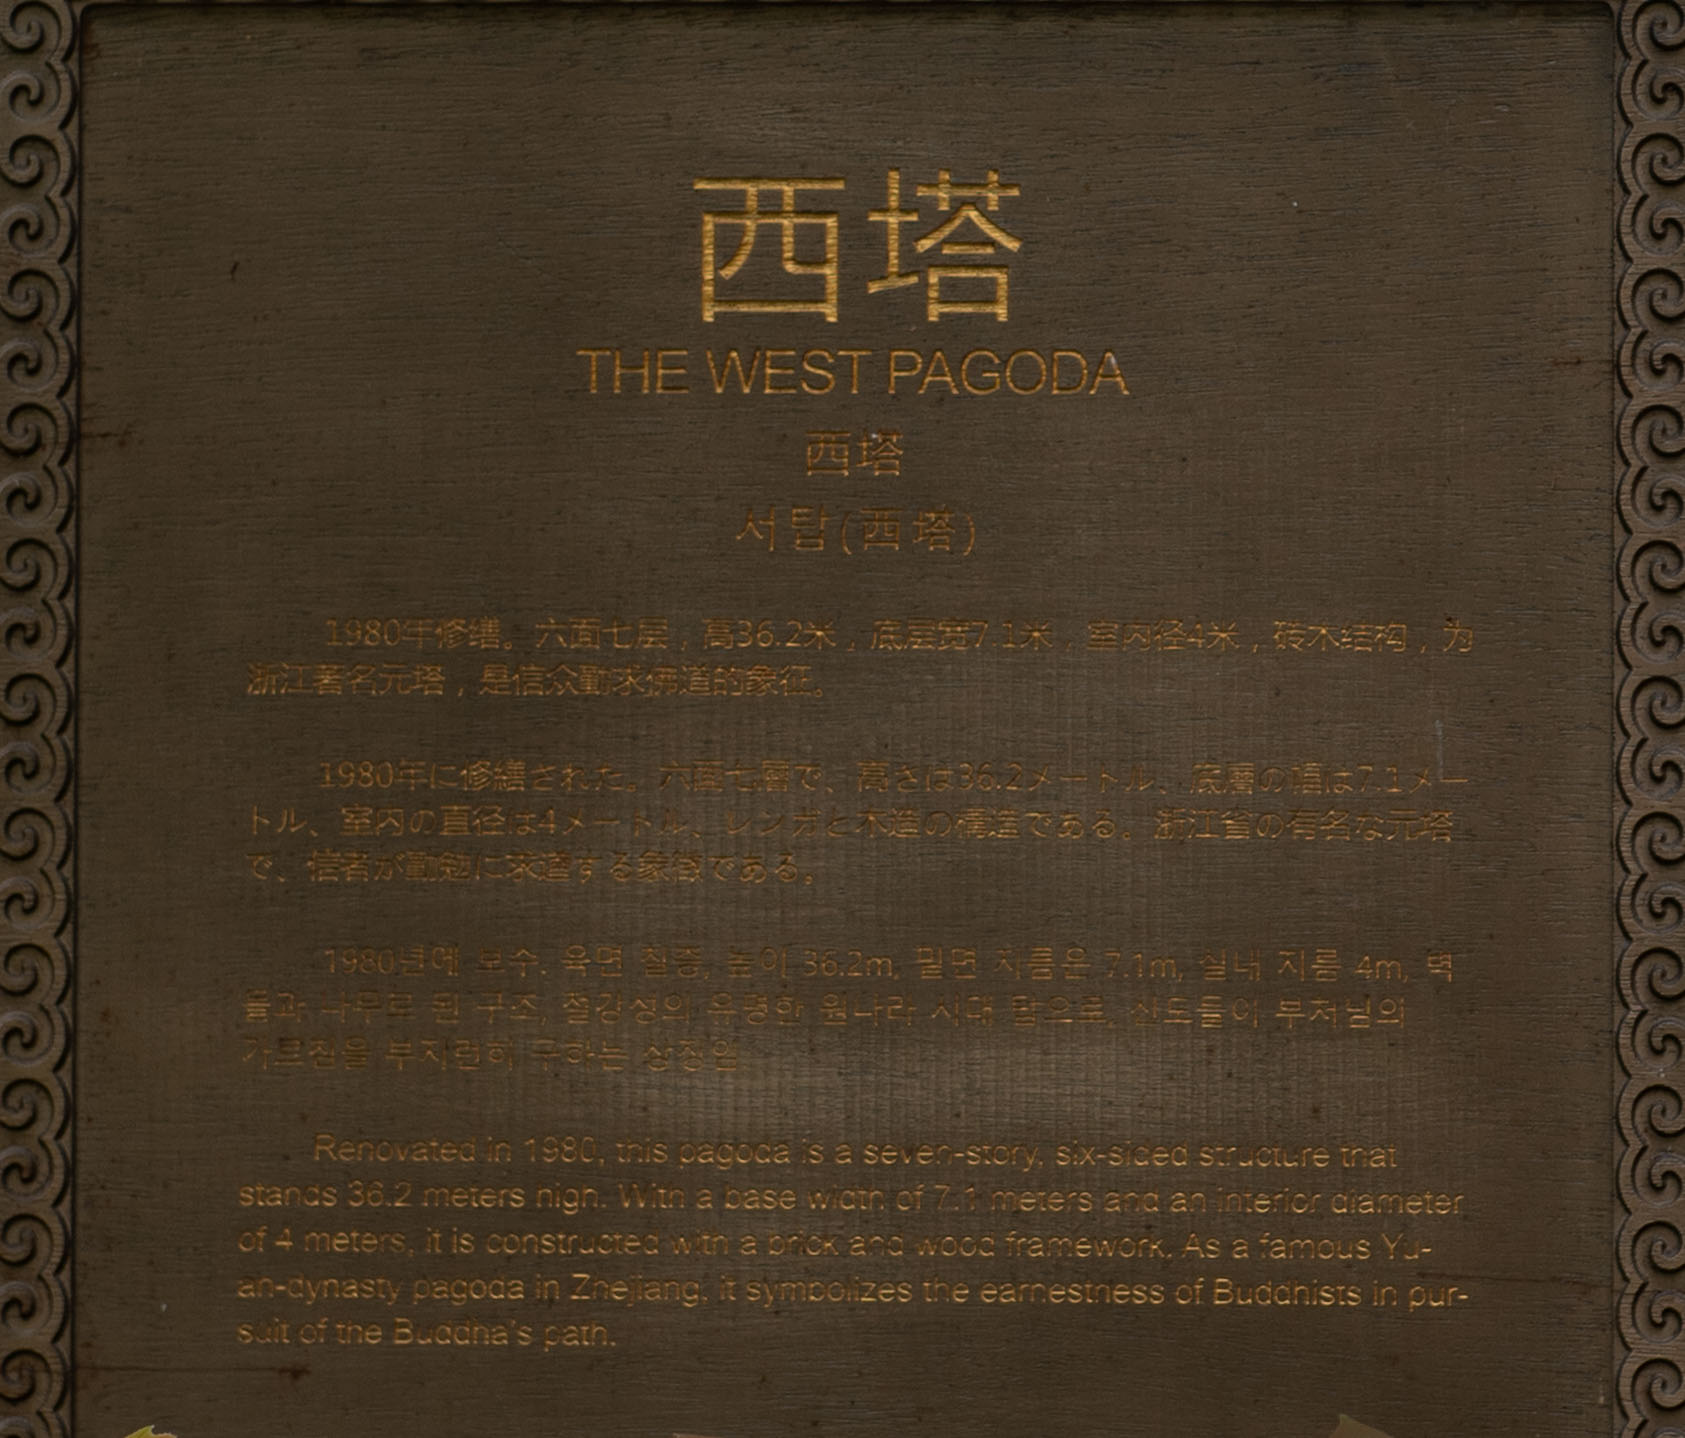 西塔
THE WEST PAGODA
西塔
서탑(西塔)
1980年修缮。六面七层，高36.2米，底层宽7.1米，室内径4米，砖木结构，为
浙江著名元塔，是信众勤求佛道的象征。
1980年に修繕された。六面七層で、高さは36.2メートル、底層の幅は7.1メー
トル、室内の直径は4メートル、レンガと木造の構造である。浙江省の有名な元塔
で、信者が勤勉に求道する象徴である。
1980년에 보수. 육면 칠층, 높이 36.2m, 밑면 지름은 7.1m, 실내 지름 4m, 벽
돌과 나무로 된 구조, 절강성의 유명한 원나라 시대 탑으로, 신도들이 부처님의
가르침을 부지런히 구하는 상징임
Renovated in 1980, this pagoda is a seven-story, six-sided structure that
stands 36.2 meters high. With a base width of 7.1 meters and an interior diameter
of 4 meters, it is constructed with a brick and wood framework. As a famous Yu-
an-dynasty pagoda in Zhejiang, it symbolizes the earnestness of Buddhists in pur-
suit of the Buddha's path.